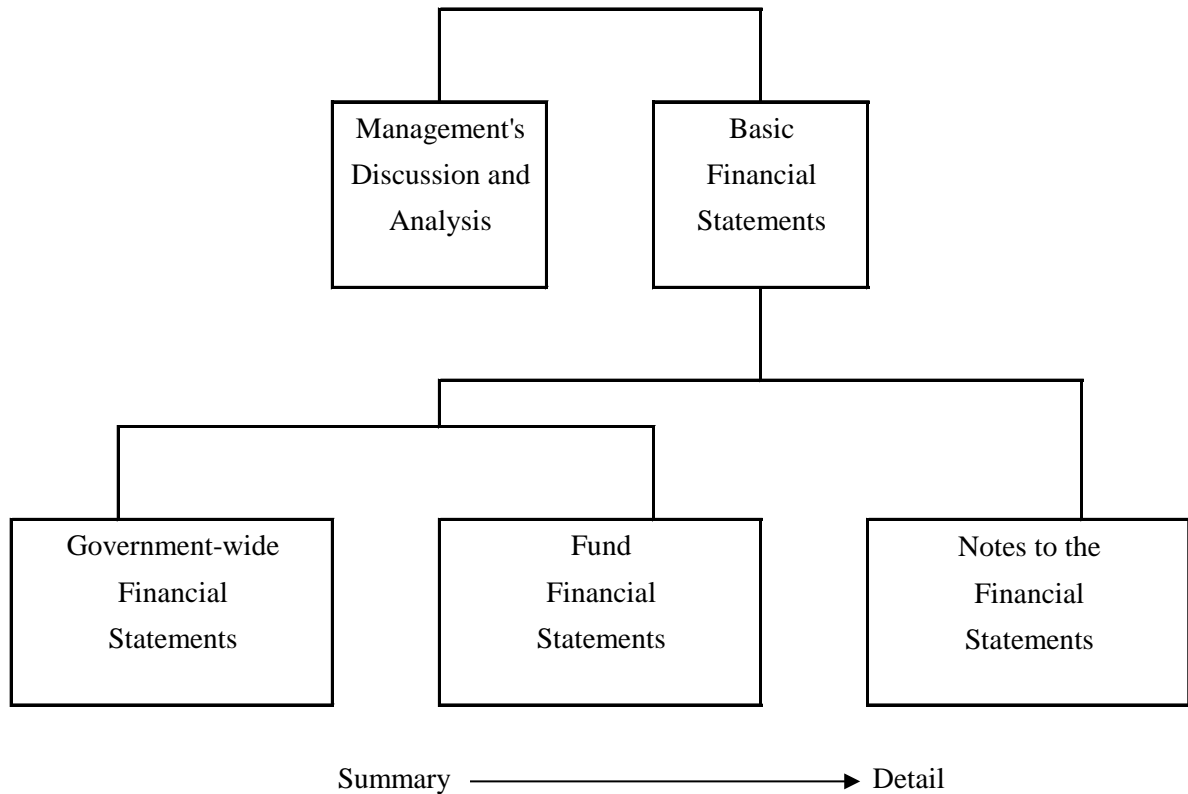 Management's
Discussion and
Analysis
Basic
Financial
Statements
Government-wide
Financial
Statements
Fund
Financial
Statements
Notes to the
Financial
Statements
Summary
Detail